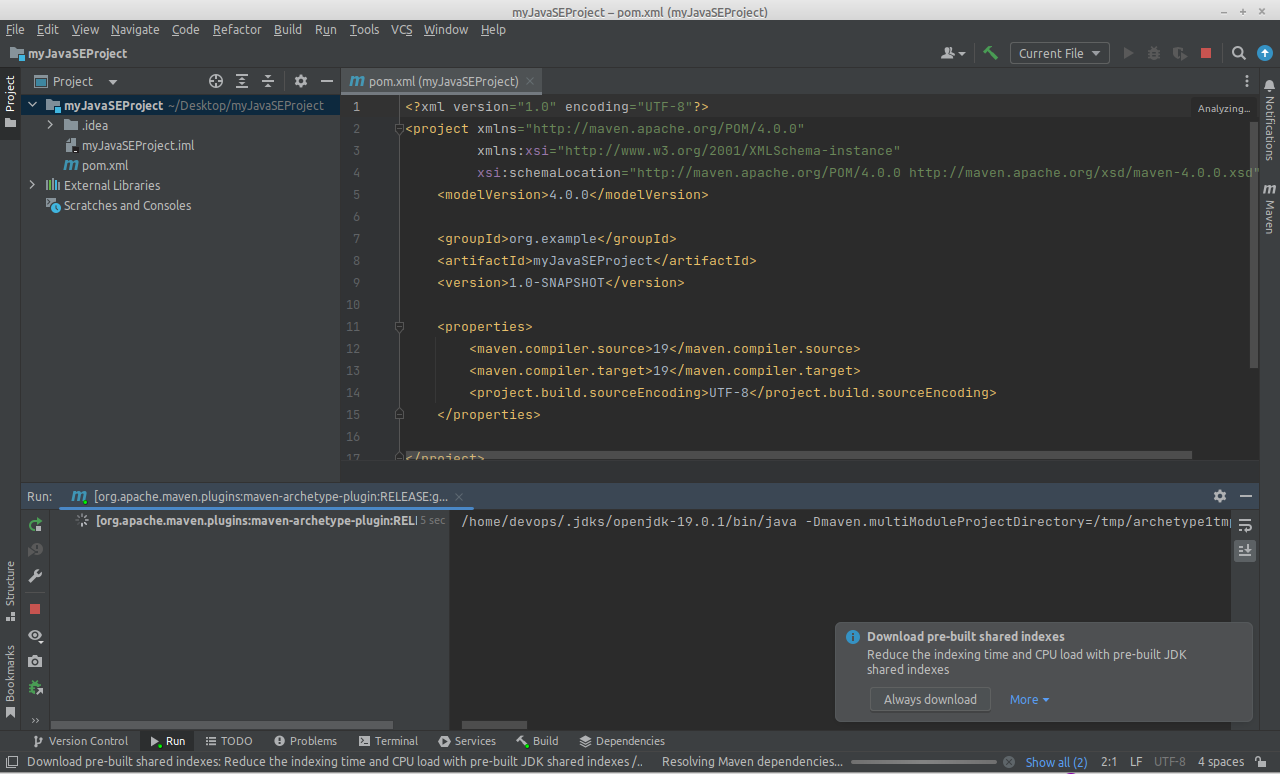 myJavaSEProject – pom.xml (myJavaSEProject)
File Edit View Navigate Code Refactor Build Run Tools VCS Window Help
myJavaSEProject
Current File
Project
Project
pom.xml (myJavaSEProject)
myJavaSEProject ~/Desktop/myJavaSEProject
.idea
myJavaSEProject.iml
pom.xml
External Libraries
Scratches and Consoles
1 <?xml version="1.0" encoding="UTF-8"?>
Analyzing...
2 <project xmlns="http://maven.apache.org/POM/4.0.0"
3 xmlns:xsi="http://www.w3.org/2001/XMLSchema-instance"
4 xsi:schemaLocation="http://maven.apache.org/POM/4.0.0 http://maven.apache.org/xsd/maven-4.0.0.xsd"
5 <modelVersion>4.0.0</modelVersion>
6
7 <groupId>org.example</groupId>
8 <artifactId>myJavaSEProject</artifactId>
9 <version>1.0-SNAPSHOT</version>
10
11 <properties>
12 <maven.compiler.source>19</maven.compiler.source>
13 <maven.compiler.target>19</maven.compiler.target>
14 <project.build.sourceEncoding>UTF-8</project.build.sourceEncoding>
15 </properties>
16
17 </project>
Notifications
Maven
Run: [org.apache.maven.plugins:maven-archetype-plugin:RELEASE:g...
[org.apache.maven.plugins:maven-archetype-plugin:REL 5 sec
/home/devops/.jdks/openjdk-19.0.1/bin/java -Dmaven.multiModuleProjectDirectory=/tmp/archetype1tmp
Structure
Bookmarks
Download pre-built shared indexes
Reduce the indexing time and CPU load with pre-built JDK
shared indexes
Always download More
Version Control Run TODO Problems Terminal Services Build Dependencies
Download pre-built shared indexes: Reduce the indexing time and CPU load with pre-built JDK shared indexes /.. Resolving Maven dependencies... Show all (2) 2:1 LF UTF-8 4 spaces